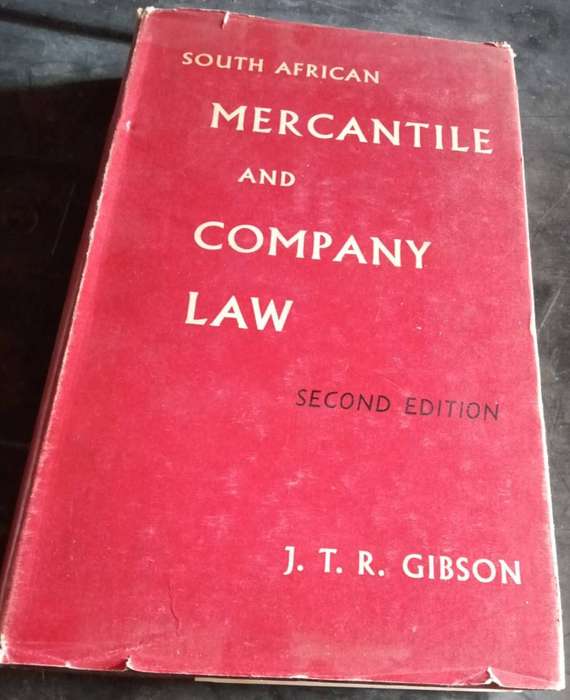 SOUTH AFRICAN
MERCANTILE
AND
COMPANY
LAW
SECOND EDITION
J. T. R. GIBSON